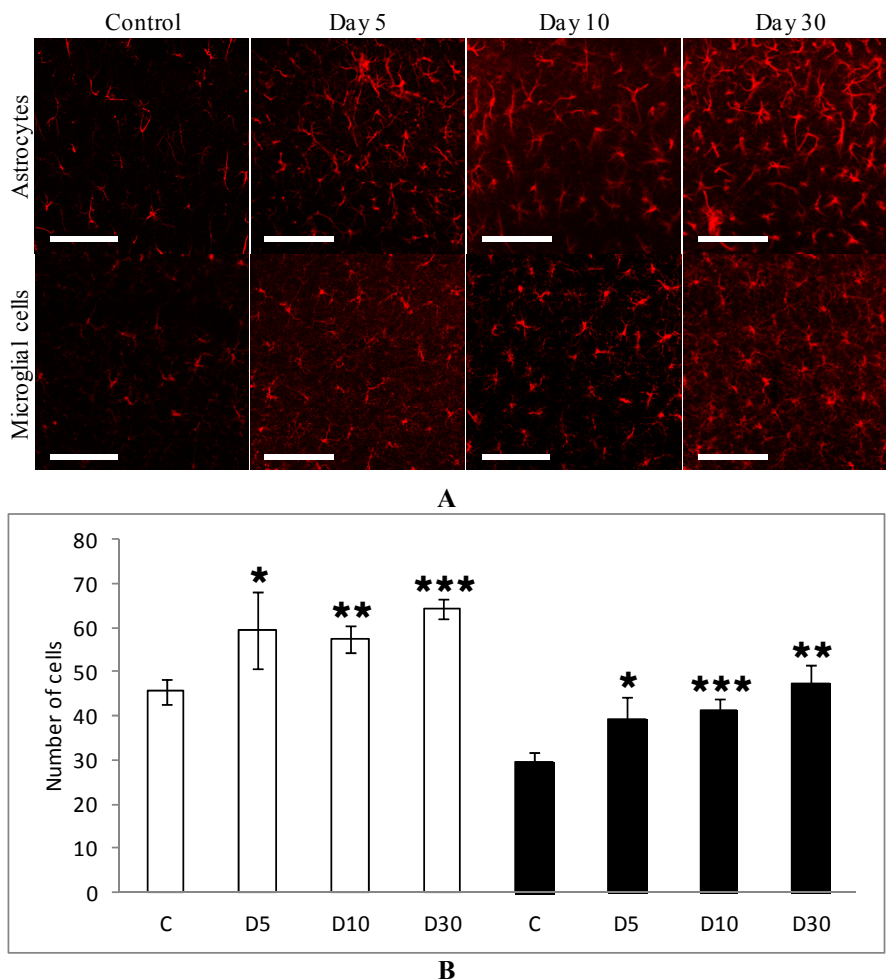 Control Day 5 Day 10 Day 30
Astrocytes
Microglial cells
A
80
70
60
50
40
30
20
10
0
Number of cells
* ** *** * *** **
C D5 D10 D30 C D5 D10 D30
B